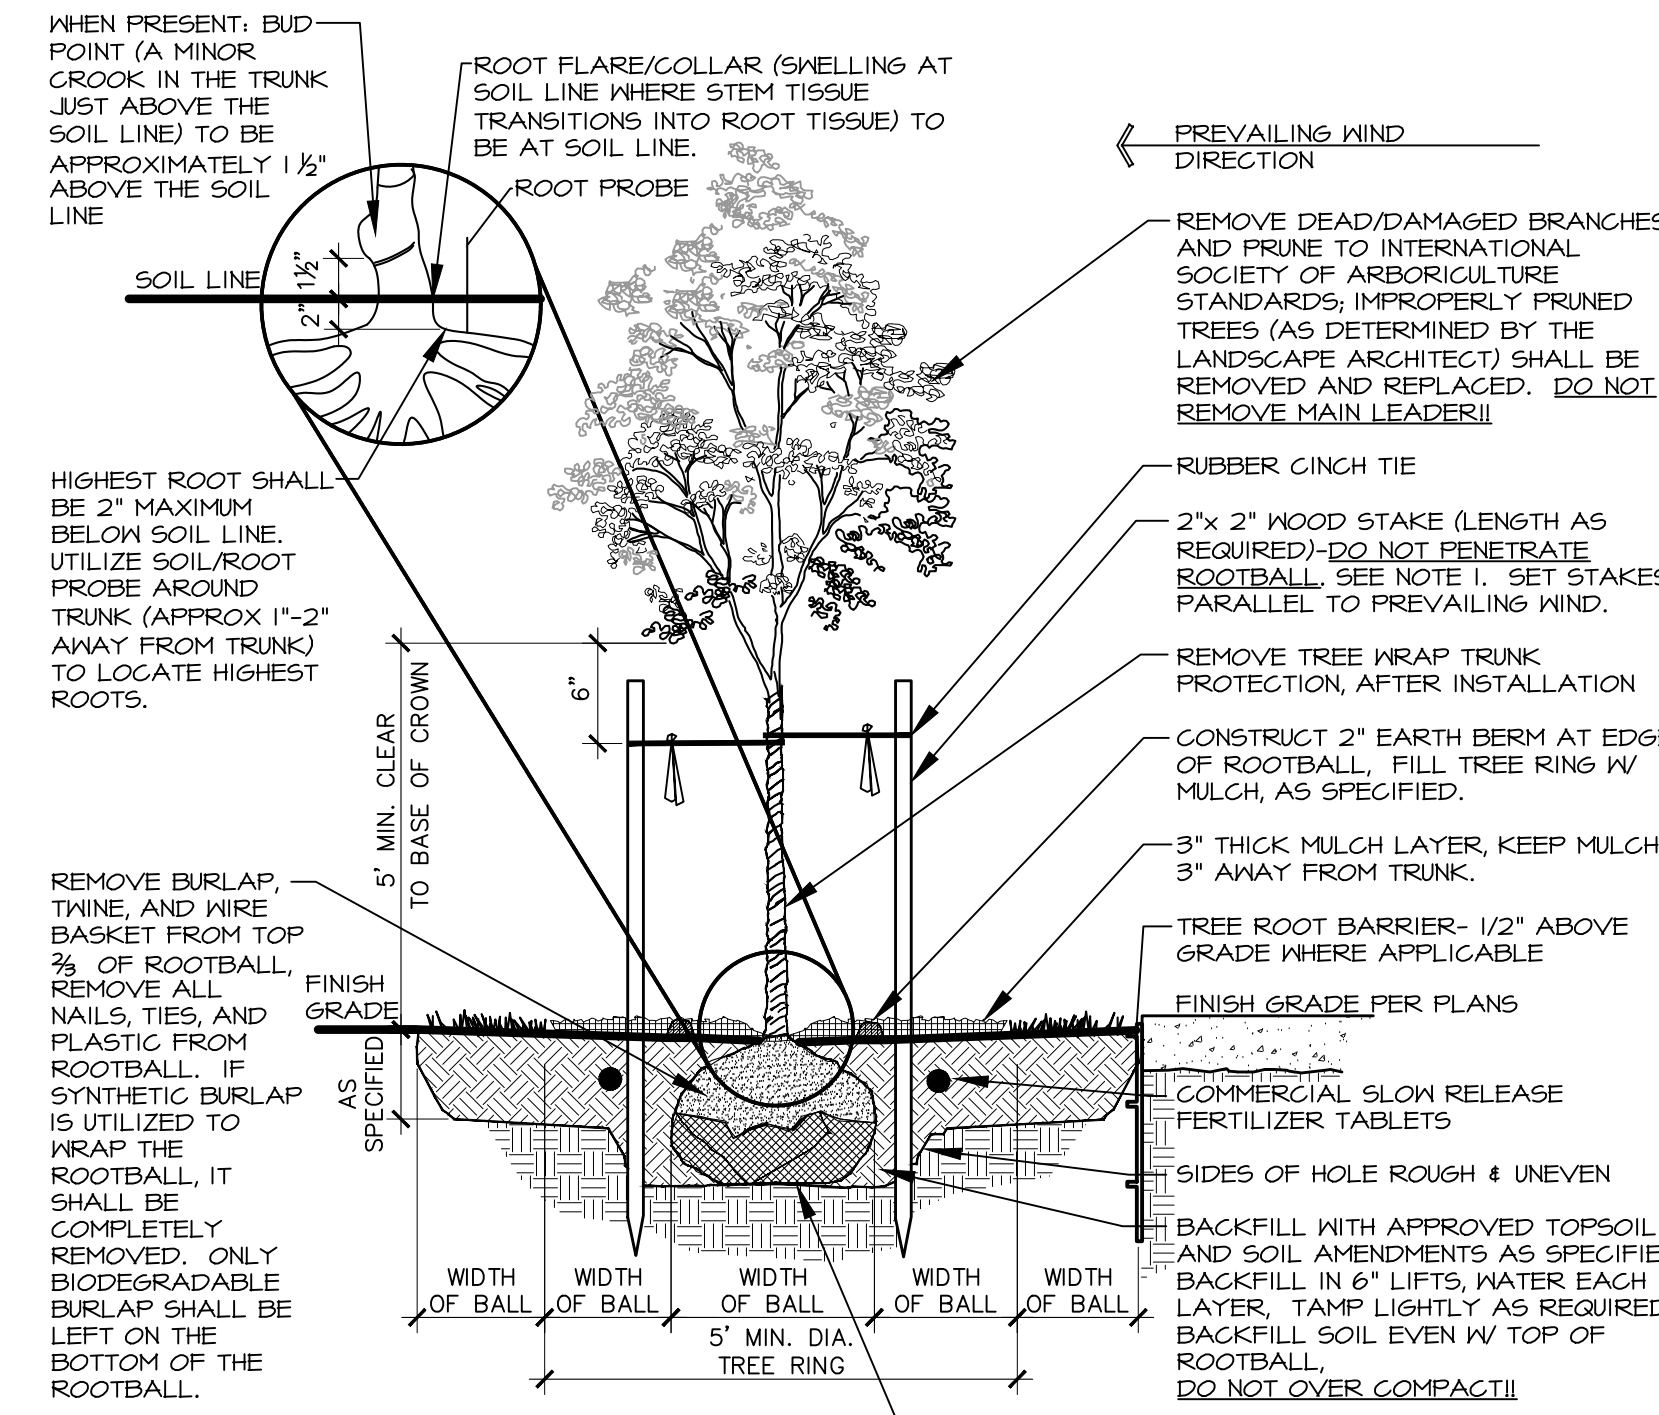 WHEN PRESENT: BUD
POINT (A MINOR
CROOK IN THE TRUNK
JUST ABOVE THE
SOIL LINE) TO BE
APPROXIMATELY 1 ½"
ABOVE THE SOIL
LINE
ROOT FLARE/COLLAR (SWELLING AT
SOIL LINE WHERE STEM TISSUE
TRANSITIONS INTO ROOT TISSUE) TO
BE AT SOIL LINE.
ROOT PROBE
SOIL LINE
1½"
2"
HIGHEST ROOT SHALL
BE 2" MAXIMUM
BELOW SOIL LINE.
UTILIZE SOIL/ROOT
PROBE AROUND
TRUNK (APPROX 1"-2"
AWAY FROM TRUNK)
TO LOCATE HIGHEST
ROOTS.
6"
5' MIN. CLEAR
TO BASE OF CROWN
REMOVE BURLAP,
TWINE, AND WIRE
BASKET FROM TOP
⅔ OF ROOTBALL,
REMOVE ALL
NAILS, TIES, AND
PLASTIC FROM
ROOTBALL. IF
SYNTHETIC BURLAP
IS UTILIZED TO
WRAP THE
ROOTBALL, IT
SHALL BE
COMPLETELY
REMOVED. ONLY
BIODEGRADABLE
BURLAP SHALL BE
LEFT ON THE
BOTTOM OF THE
ROOTBALL.
FINISH
GRADE
AS
SPECIFIED
PREVAILING WIND
DIRECTION
REMOVE DEAD/DAMAGED BRANCHES
AND PRUNE TO INTERNATIONAL
SOCIETY OF ARBORICULTURE
STANDARDS; IMPROPERLY PRUNED
TREES (AS DETERMINED BY THE
LANDSCAPE ARCHITECT) SHALL BE
REMOVED AND REPLACED. DO NOT
REMOVE MAIN LEADER!!
RUBBER CINCH TIE
2"x 2" WOOD STAKE (LENGTH AS
REQUIRED)-DO NOT PENETRATE
ROOTBALL. SEE NOTE 1. SET STAKES
PARALLEL TO PREVAILING WIND.
REMOVE TREE WRAP TRUNK
PROTECTION, AFTER INSTALLATION
CONSTRUCT 2" EARTH BERM AT EDGE
OF ROOTBALL, FILL TREE RING W/
MULCH, AS SPECIFIED.
3" THICK MULCH LAYER, KEEP MULCH
3" AWAY FROM TRUNK.
TREE ROOT BARRIER- 1/2" ABOVE
GRADE WHERE APPLICABLE
FINISH GRADE PER PLANS
COMMERCIAL SLOW RELEASE
FERTILIZER TABLETS
SIDES OF HOLE ROUGH & UNEVEN
BACKFILL WITH APPROVED TOPSOIL
AND SOIL AMENDMENTS AS SPECIFIE
BACKFILL IN 6" LIFTS, WATER EACH
LAYER, TAMP LIGHTLY AS REQUIRED
BACKFILL SOIL EVEN W/ TOP OF
ROOTBALL,
DO NOT OVER COMPACT!!
WIDTH
OF BALL
WIDTH
OF BALL
WIDTH
OF BALL
WIDTH
OF BALL
WIDTH
OF BALL
5' MIN. DIA.
TREE RING